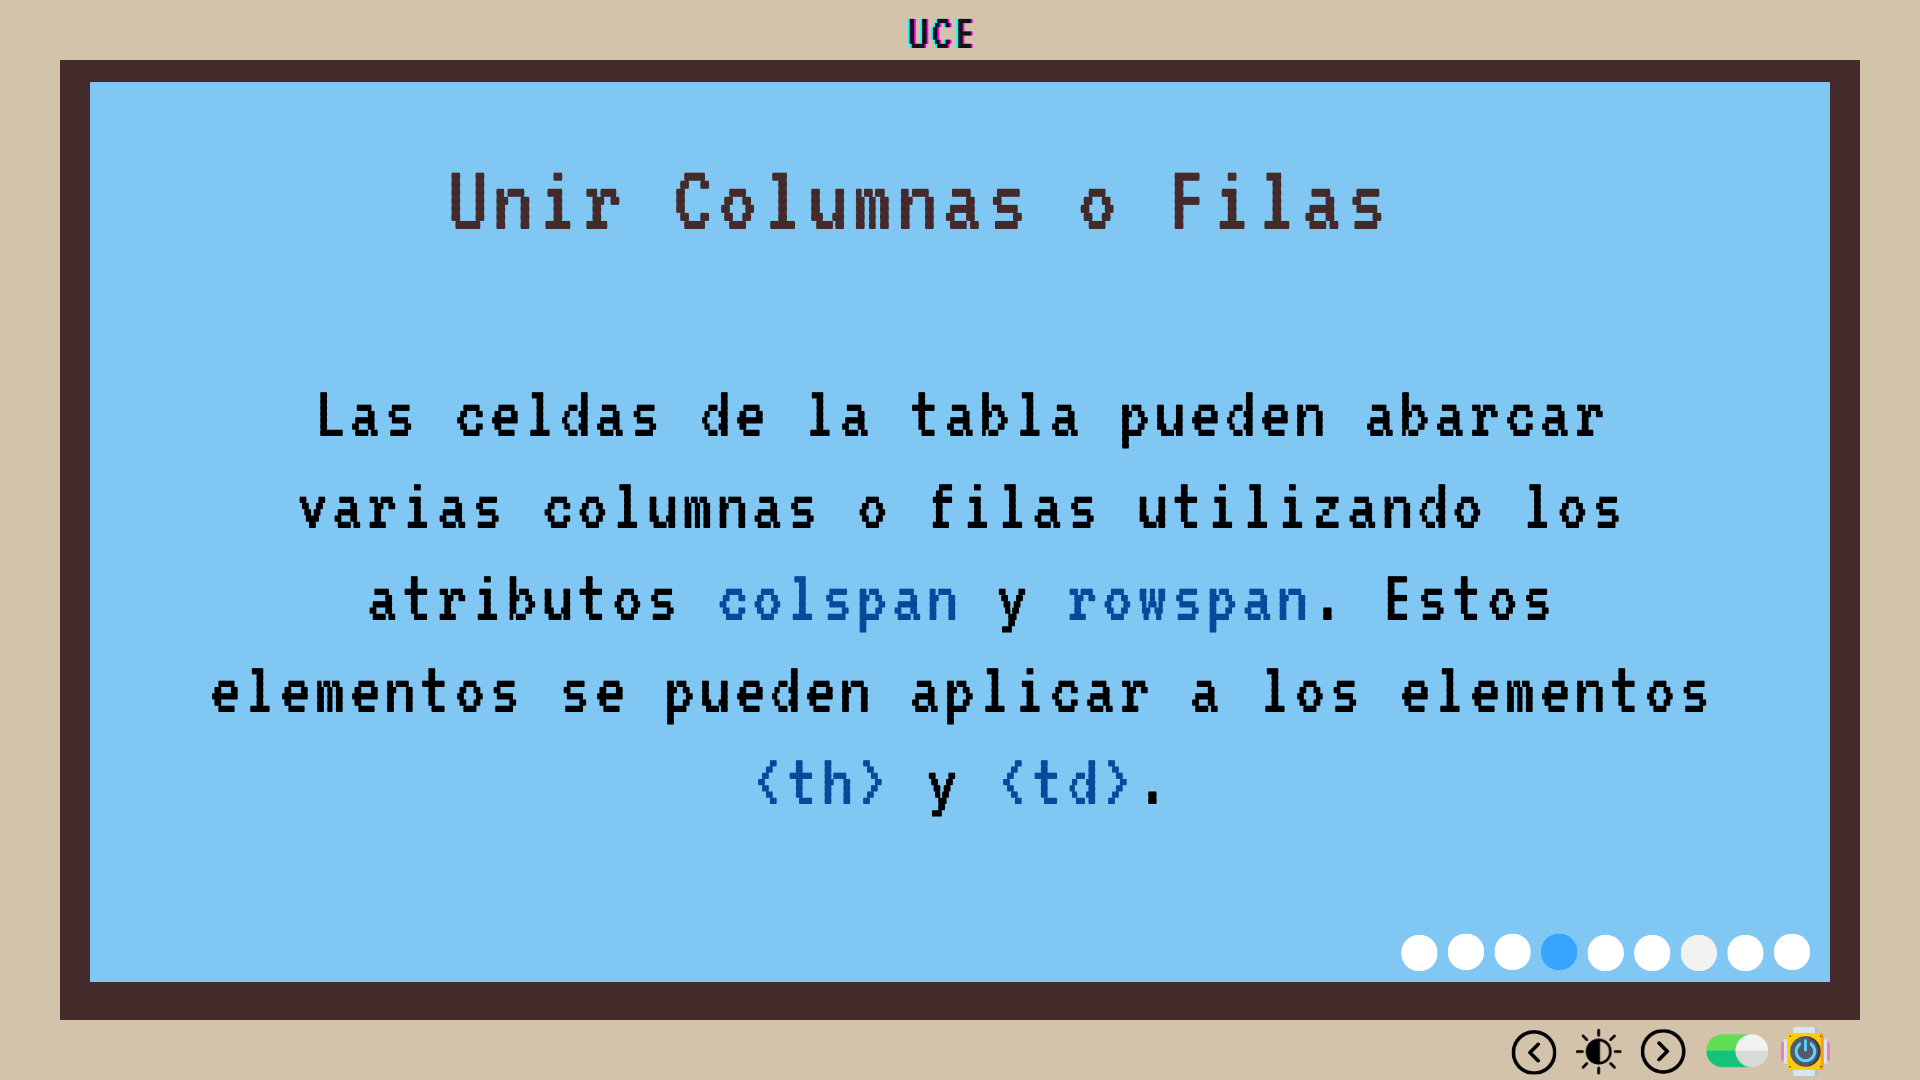 UCE
Unir Columnas o Filas
Las celdas de la tabla pueden abarcar
varias columnas o filas utilizando los
atributos colspan y rowspan. Estos
elementos se pueden aplicar a los elementos
<th> y <td>.